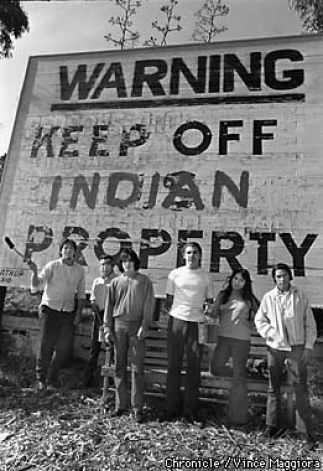 WARNING
KEEP OFF
INDIAN
PROPERTY
Chronicle / Vince Maggiora